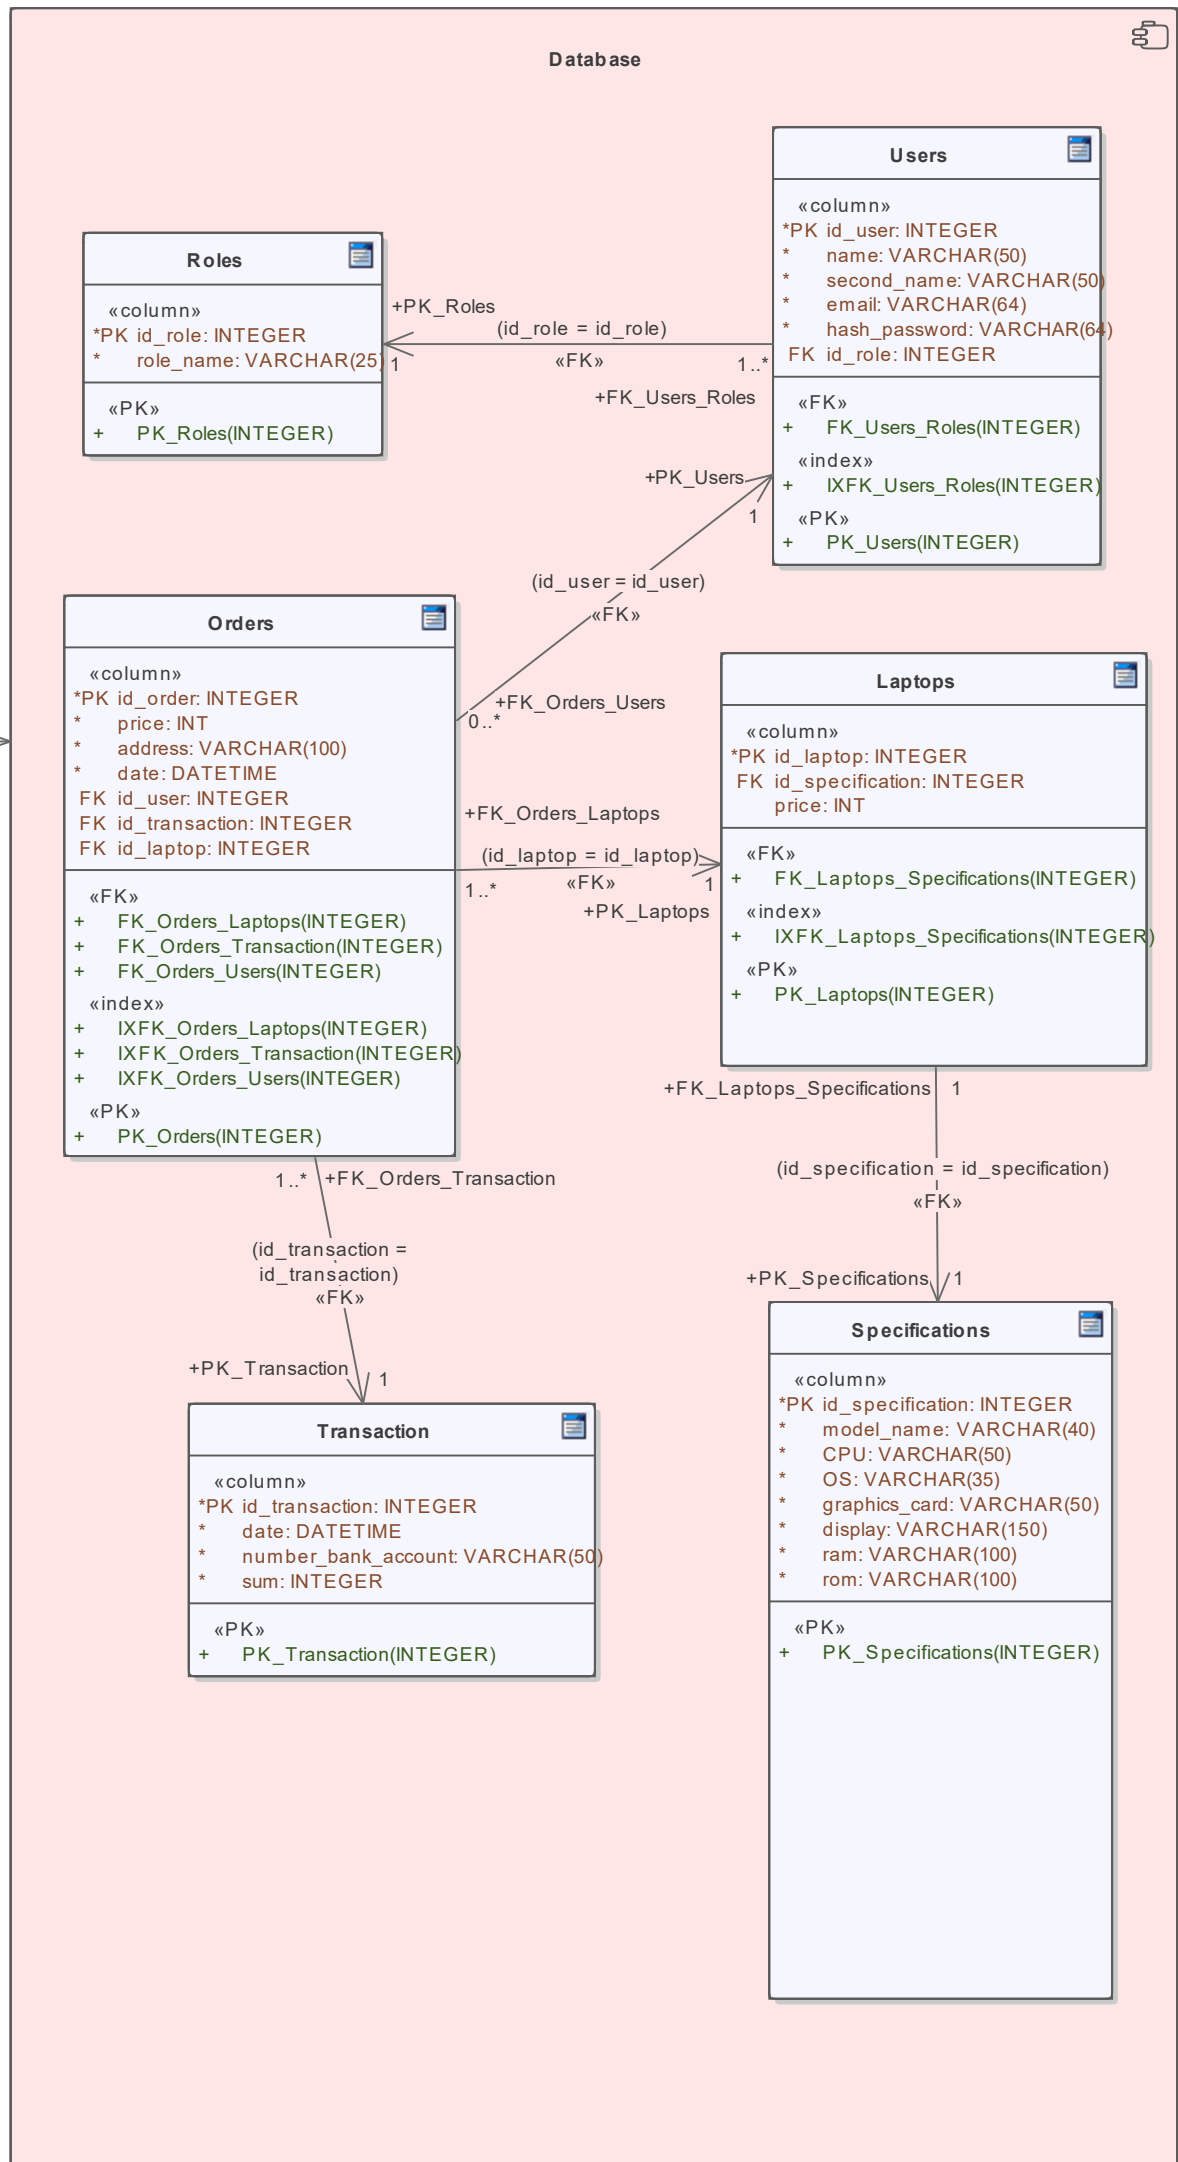 Database
Users
«column»
*PK id_user: INTEGER
* name: VARCHAR(50)
* second_name: VARCHAR(50)
* email: VARCHAR(64)
* hash_password: VARCHAR(64)
FK id_role: INTEGER
«FK»
+ FK_Users_Roles(INTEGER)
«index»
+ IXFK_Users_Roles(INTEGER)
«PK»
+ PK_Users(INTEGER)
Roles
«column»
*PK id_role: INTEGER
* role_name: VARCHAR(25)
«PK»
+ PK_Roles(INTEGER)
+PK_Roles
(id_role = id_role)
1
«FK»
1..*
+FK_Users_Roles
+PK_Users
1
(id_user = id_user)
«FK»
+FK_Orders_Users
0..*
Orders
«column»
*PK id_order: INTEGER
* price: INT
* address: VARCHAR(100)
* date: DATETIME
FK id_user: INTEGER
FK id_transaction: INTEGER
FK id_laptop: INTEGER
«FK»
+ FK_Orders_Laptops(INTEGER)
+ FK_Orders_Transaction(INTEGER)
+ FK_Orders_Users(INTEGER)
«index»
+ IXFK_Orders_Laptops(INTEGER)
+ IXFK_Orders_Transaction(INTEGER)
+ IXFK_Orders_Users(INTEGER)
«PK»
+ PK_Orders(INTEGER)
+FK_Orders_Laptops
(id_laptop = id_laptop)
1..*
«FK»
1
+PK_Laptops
Laptops
«column»
*PK id_laptop: INTEGER
FK id_specification: INTEGER
price: INT
«FK»
+ FK_Laptops_Specifications(INTEGER)
«index»
+ IXFK_Laptops_Specifications(INTEGER)
«PK»
+ PK_Laptops(INTEGER)
+FK_Laptops_Specifications
1
(id_specification = id_specification)
«FK»
+PK_Specifications
1
1..*
+FK_Orders_Transaction
(id_transaction =
id_transaction)
«FK»
+PK_Transaction
1
Transaction
«column»
*PK id_transaction: INTEGER
* date: DATETIME
* number_bank_account: VARCHAR(50)
* sum: INTEGER
«PK»
+ PK_Transaction(INTEGER)
Specifications
«column»
*PK id_specification: INTEGER
* model_name: VARCHAR(40)
* CPU: VARCHAR(50)
* OS: VARCHAR(35)
* graphics_card: VARCHAR(50)
* display: VARCHAR(150)
* ram: VARCHAR(100)
* rom: VARCHAR(100)
«PK»
+ PK_Specifications(INTEGER)